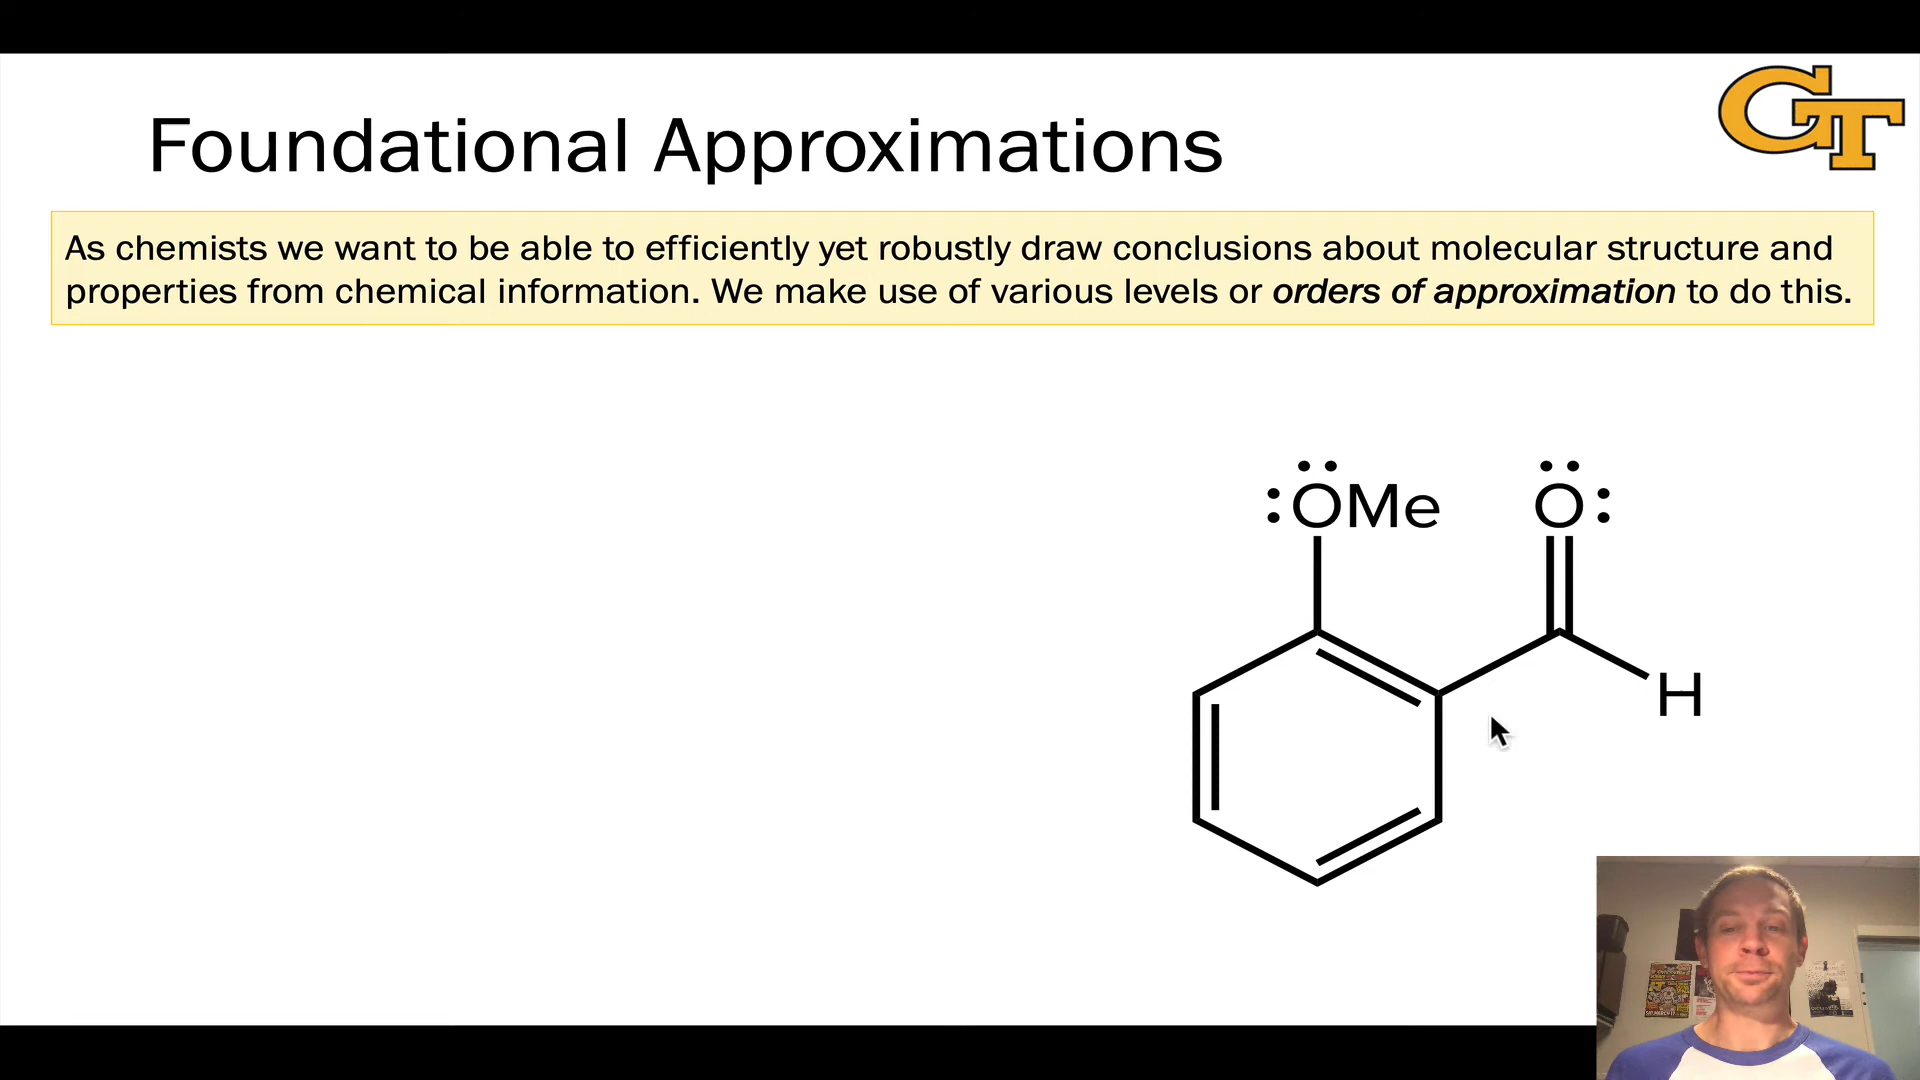 Foundational Approximations
GT
As chemists we want to be able to efficiently yet robustly draw conclusions about molecular structure and
properties from chemical information. We make use of various levels or orders of approximation to do this.
:OMe
O:
H